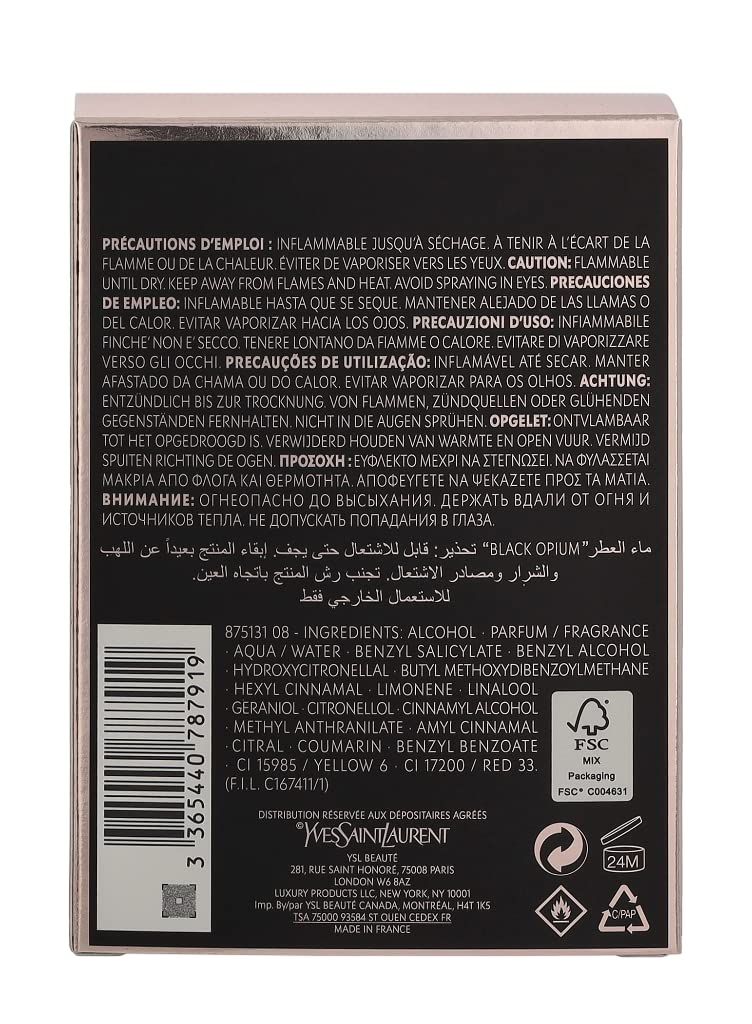 PRÉCAUTIONS D'EMPLOI : INFLAMMABLE JUSQU'À SÉCHAGE. À TENIR À L'ÉCART DE LA
FLAMME OU DE LA CHALEUR. ÉVITER DE VAPORISER VERS LES YEUX. CAUTION: FLAMMABLE
UNTIL DRY. KEEP AWAY FROM FLAMES AND HEAT. AVOID SPRAYING IN EYES. PRECAUCIONES
DE EMPLEO: INFLAMABLE HASTA QUE SE SEQUE. MANTENER ALEJADO DE LAS LLAMAS O
DEL CALOR. EVITAR VAPORIZAR HACIA LOS OJOS. PRECAUZIONI D'USO: INFIAMMABILE
FINCHE' NON E' SECCO. TENERE LONTANO DA FIAMME O CALORE. EVITARE DI VAPORIZZARE
VERSO GLI OCCHI. PRECAUÇÕES DE UTILIZAÇÃO: INFLAMÁVEL ATÉ SECAR. MANTER
AFASTADO DA CHAMA OU DO CALOR. EVITAR VAPORIZAR PARA OS OLHOS. ACHTUNG:
ENTZÜNDLICH BIS ZUR TROCKNUNG. VON FLAMMEN, ZÜNDQUELLEN ODER GLÜHENDEN
GEGENSTÄNDEN FERNHALTEN. NICHT IN DIE AUGEN SPRÜHEN. OPGELET: ONTVLAMBAAR
TOT HET OPGEDROOGD IS. VERWIJDERD HOUDEN VAN WARMTE EN OPEN VUUR. VERMIJD
SPUITEN RICHTING DE OGEN. ΠΡΟΣΟΧΗ : ΕΥΦΛΕΚΤΟ ΜΕΧΡΙ ΝΑ ΣΤΕΓΝΩΣΕΙ. ΝΑ ΦΥΛΑΣΣΕΤΑΙ
ΜΑΚΡΙΑ ΑΠΟ ΦΛΟΓΑ ΚΑΙ ΘΕΡΜΟΤΗΤΑ. ΑΠΟΦΕΥΓΕΤΕ ΝΑ ΨΕΚΑΖΕΤΕ ΠΡΟΣ ΤΑ ΜΑΤΙΑ.
ВНИМАНИЕ: ОГНЕОПАСНО ДО ВЫСЫХАНИЯ. ДЕРЖАТЬ ВДАЛИ ОТ ОГНЯ И
ИСТОЧНИКОВ ТЕПЛА. НЕ ДОПУСКАТЬ ПОПАДАНИЯ В ГЛАЗА.
ماء العطر "BLACK OPIUM" تحذير: قابل للاشتعال حتى يجف. إبقاء المنتج بعيداً عن اللهب
والشرار ومصادر الاشتعال. تجنب رش المنتج باتجاه العين.
للاستعمال الخارجي فقط
875131 08 - INGREDIENTS: ALCOHOL · PARFUM / FRAGRANCE
· AQUA / WATER · BENZYL SALICYLATE · BENZYL ALCOHOL
· HYDROXYCITRONELLAL · BUTYL METHOXYDIBENZOYLMETHANE
· HEXYL CINNAMAL · LIMONENE · LINALOOL
· GERANIOL · CITRONELLOL · CINNAMYL ALCOHOL
· METHYL ANTHRANILATE · AMYL CINNAMAL
· CITRAL · COUMARIN · BENZYL BENZOATE
· CI 15985 / YELLOW 6 · CI 17200 / RED 33.
(F.I.L. C167411/1)
3 365440 787919
FSC
MIX
Packaging
FSC® C004631
DISTRIBUTION RÉSERVÉE AUX DÉPOSITAIRES AGRÉÉS
©YVESSAINTLAURENT
YSL BEAUTÉ
281, RUE SAINT HONORÉ, 75008 PARIS
LONDON W6 8AZ
LUXURY PRODUCTS LLC, NEW YORK, NY 10001
Imp. By/par YSL BEAUTÉ CANADA, MONTRÉAL, H4T 1K5
TSA 75000 93584 ST OUEN CEDEX FR
MADE IN FRANCE
24M
C/PAP